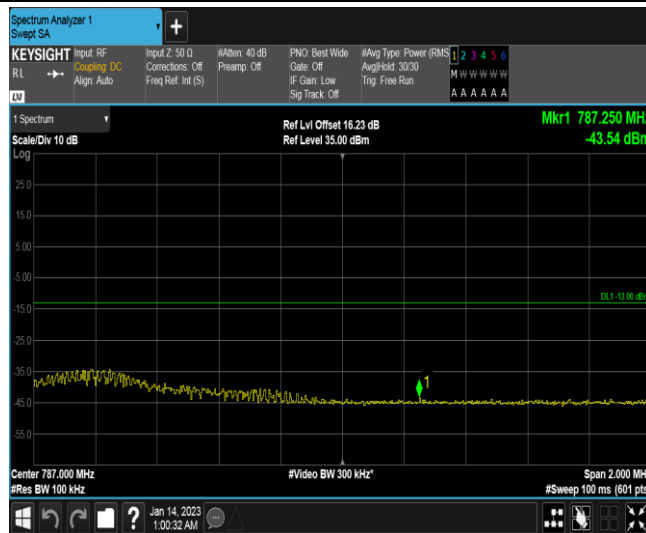 Spectrum Analyzer 1
Swept SA
+
KEYSIGHT Input: RF Input Z: 50 Ω #Atten: 40 dB PNO: Best Wide #Avg Type: Power (RMS 1 2 3 4 5 6
RL Coupling: DC Corrections: Off Preamp: Off Gate: Off Avg|Hold: 30/30 M W W W W W
Align: Auto Freq Ref: Int (S) IF Gain: Low Trig: Free Run
Sig Track: Off A A A A A A
LXI
1 Spectrum Ref Lvl Offset 16.23 dB Mkr1 787.250 MHz
Scale/Div 10 dB Ref Level 35.00 dBm -43.54 dBm
Log
25.0
15.0
5.00
-5.00
DL1 -13.00 dBm
-15.0
-25.0
-35.0
1
-45.0
-55.0
Center 787.000 MHz #Video BW 300 kHz* Span 2.000 MH
#Res BW 100 kHz #Sweep 100 ms (601 pts
? Jan 14, 2023
1:00:32 AM